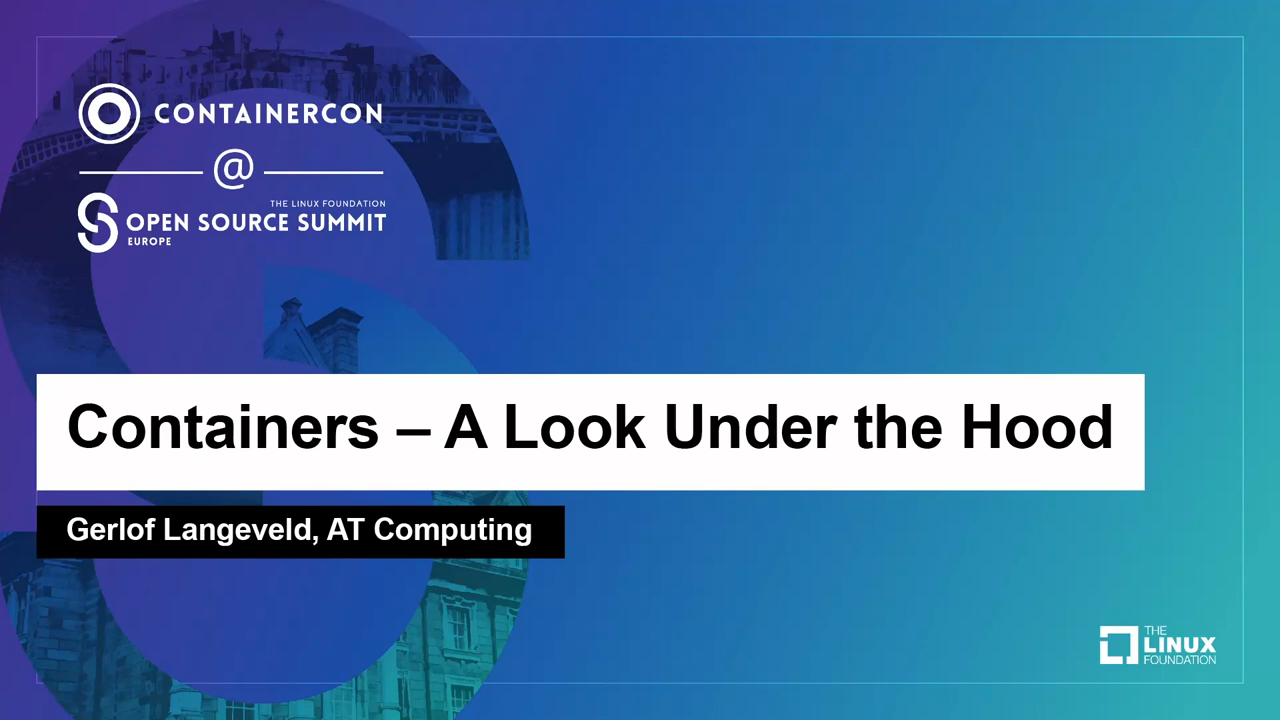 CONTAINERCON
@
THE LINUX FOUNDATION
OPEN SOURCE SUMMIT
EUROPE
Containers – A Look Under the Hood
Gerlof Langeveld, AT Computing
THE
LINUX
FOUNDATION